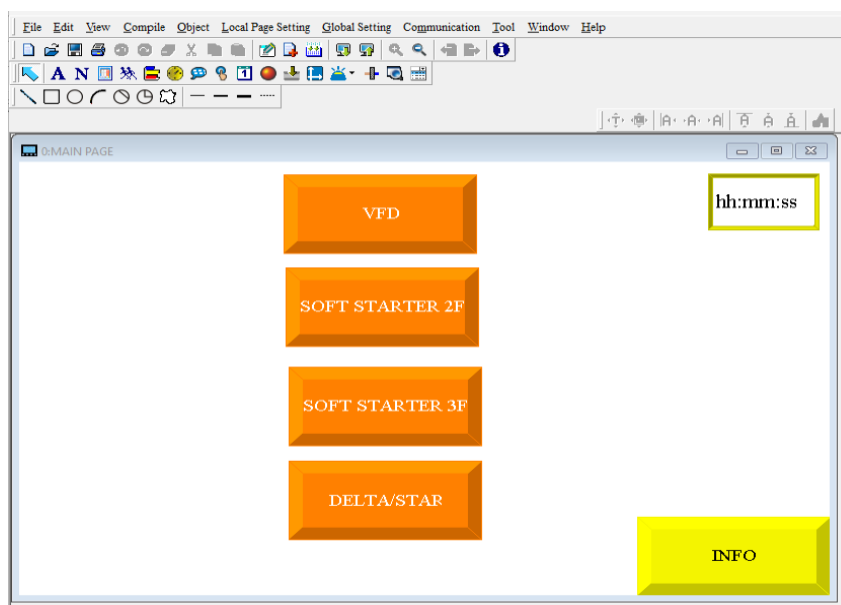 File Edit View Compile Object Local Page Setting Global Setting Communication Tool Window Help
A N
0:MAIN PAGE
VFD
hh:mm:ss
SOFT STARTER 2F
SOFT STARTER 3F
DELTA/STAR
INFO